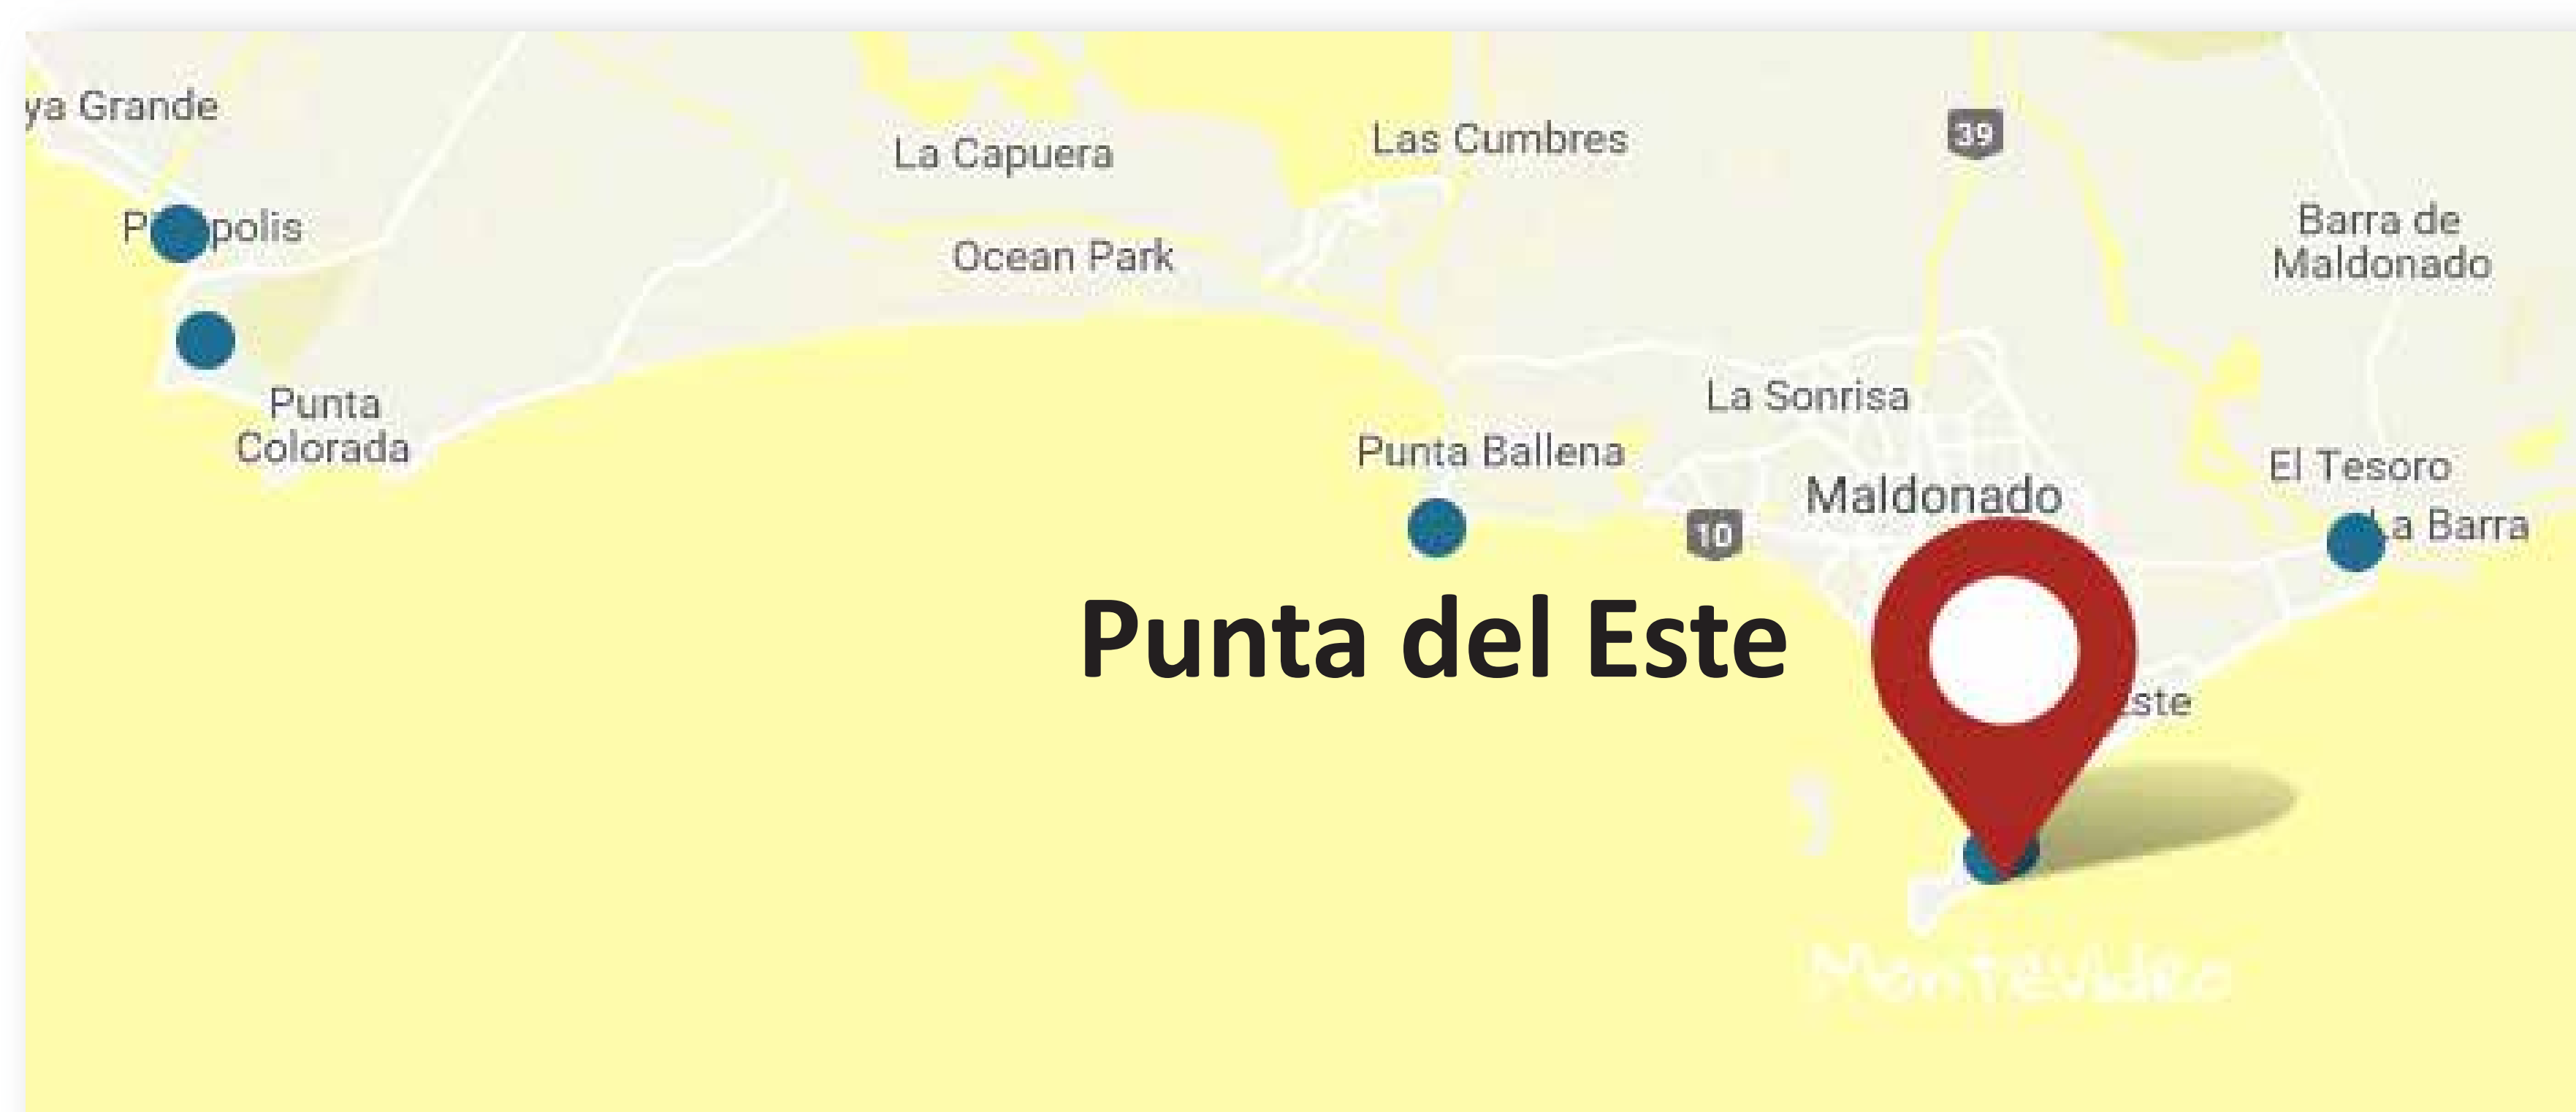 ya Grande
Las Cumbres
39
La Capuera
Barra de
Maldonado
polis
Ocean Park
La Sonrisa
Punta
Colorada
Punta Ballena
El Tesoro
Maldonado
10
La Barra
Punta del Este
ste
Montevideo